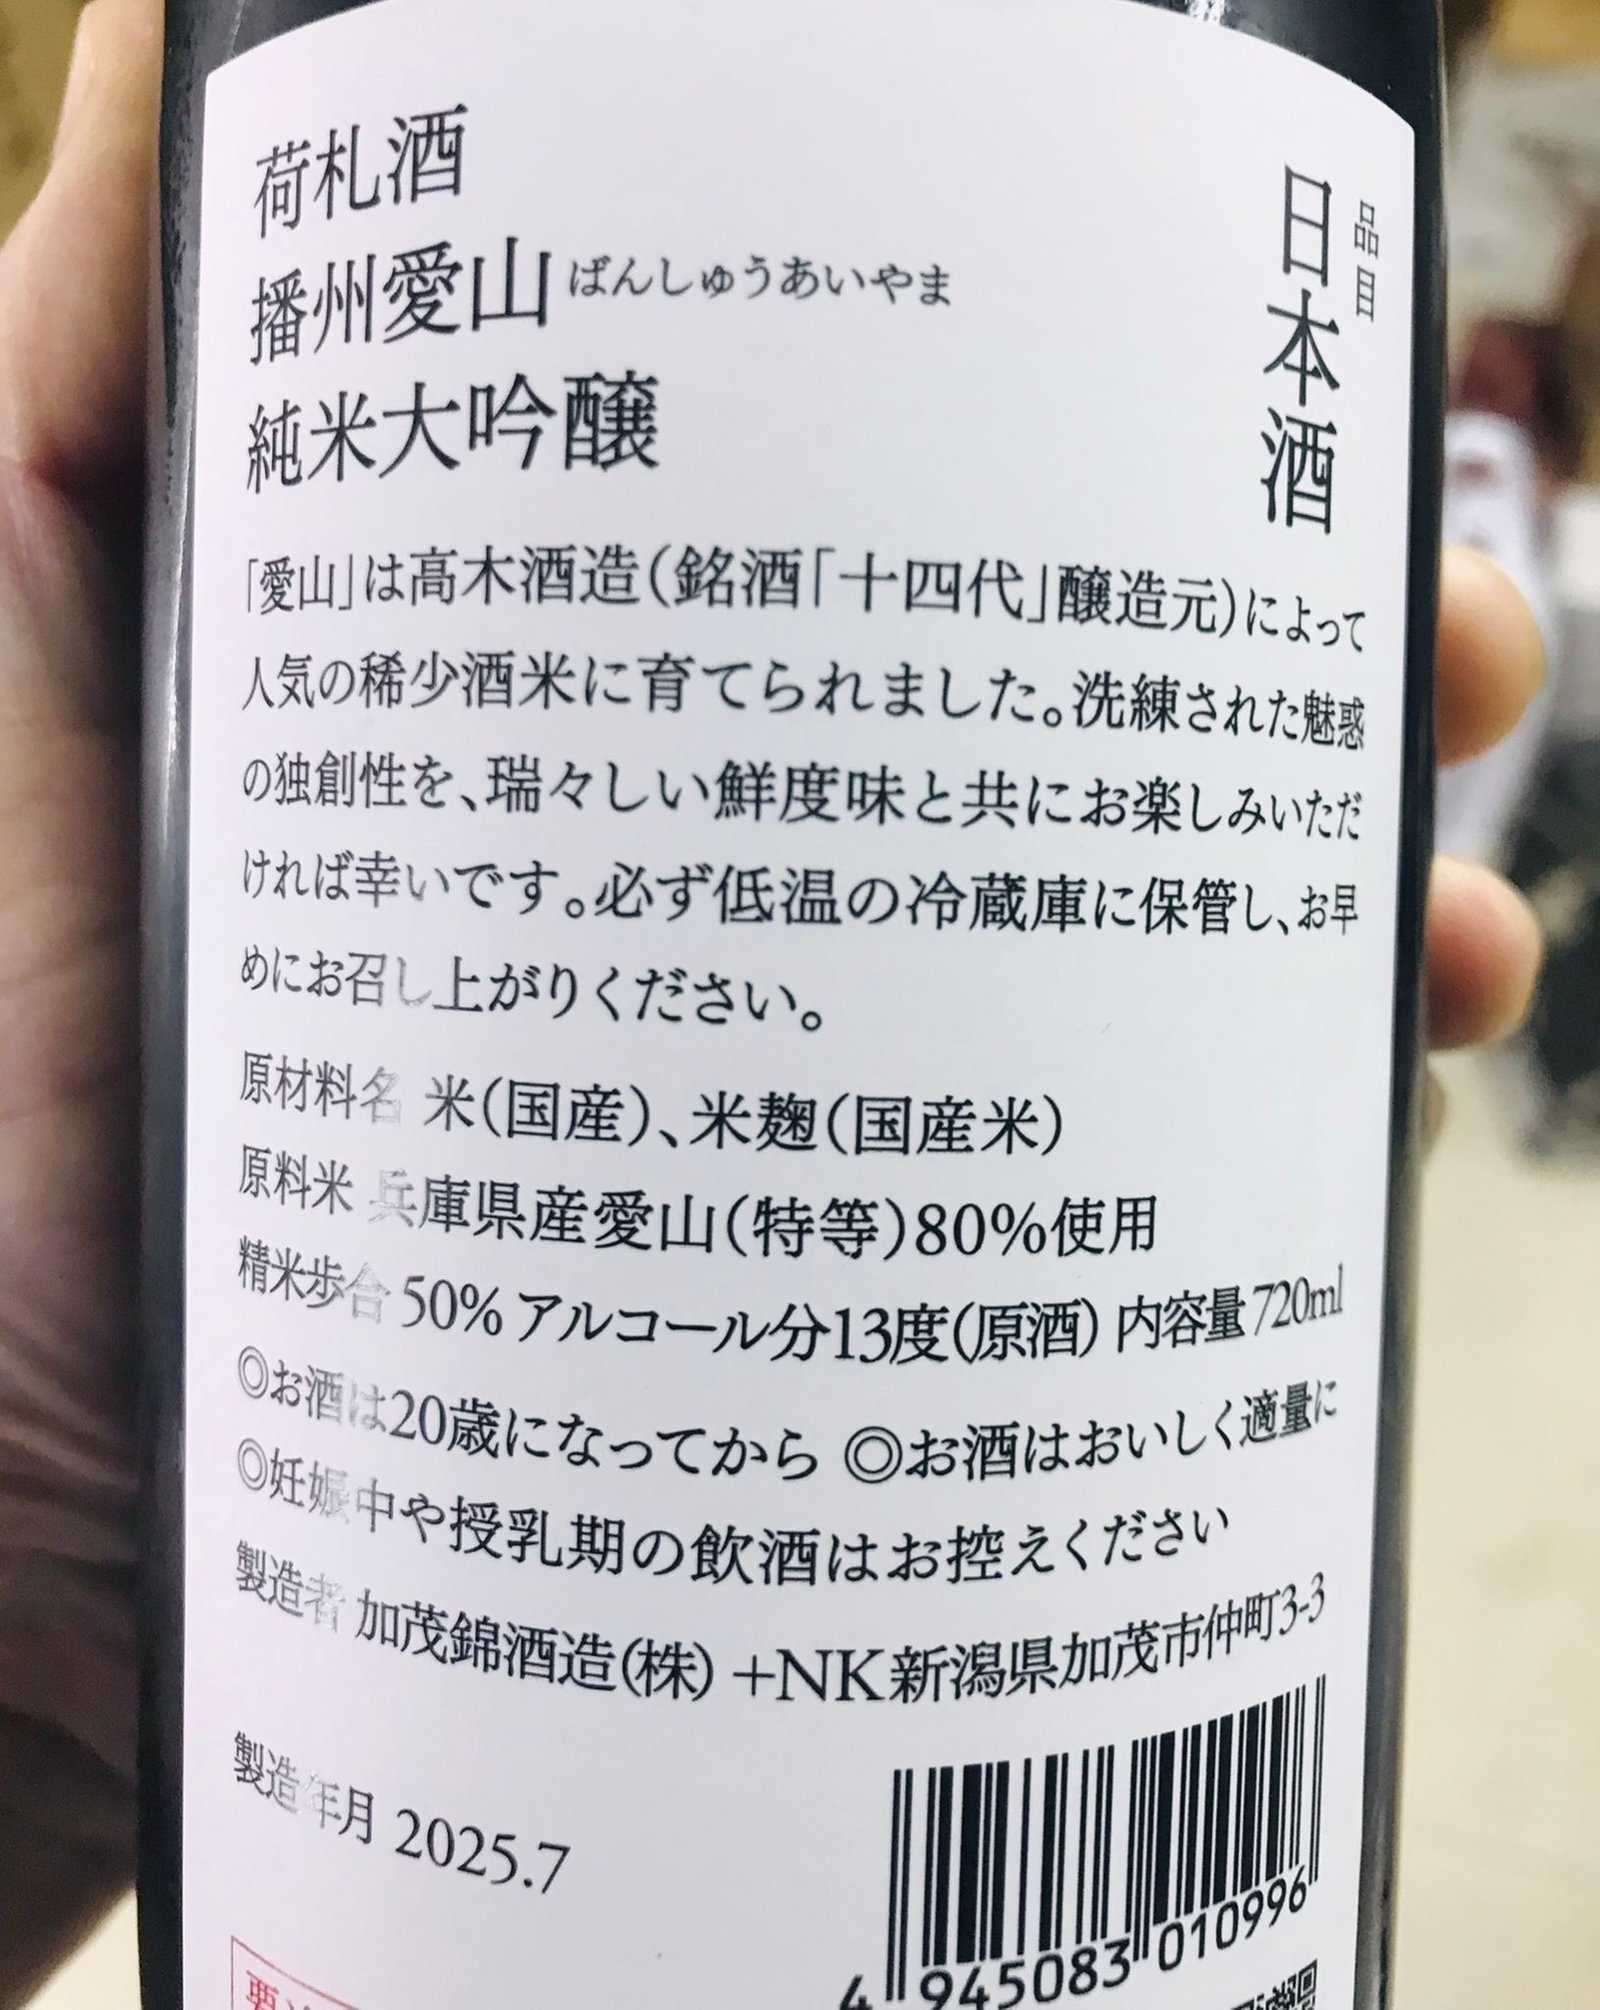 荷札酒
播州愛山 ばんしゅうあいやま
純米大吟醸
品目
日本酒
「愛山」は高木酒造(銘酒「十四代」醸造元)によって
人気の稀少酒米に育てられました。洗練された魅惑
の独創性を、瑞々しい鮮度味と共にお楽しみいただ
ければ幸いです。必ず低温の冷蔵庫に保管し、お早
めにお召し上がりください。
原材料名 米(国産)、米麹(国産米)
原料米 兵庫県産愛山(特等)80%使用
精米歩合 50% アルコール分13度(原酒) 内容量 720ml
◎お酒は20歳になってから ◎お酒はおいしく適量に
◎妊娠中や授乳期の飲酒はお控えください
製造者 加茂錦酒造(株) +NK 新潟県加茂市仲町3-3
製造年月 2025.7
4 945083 010996